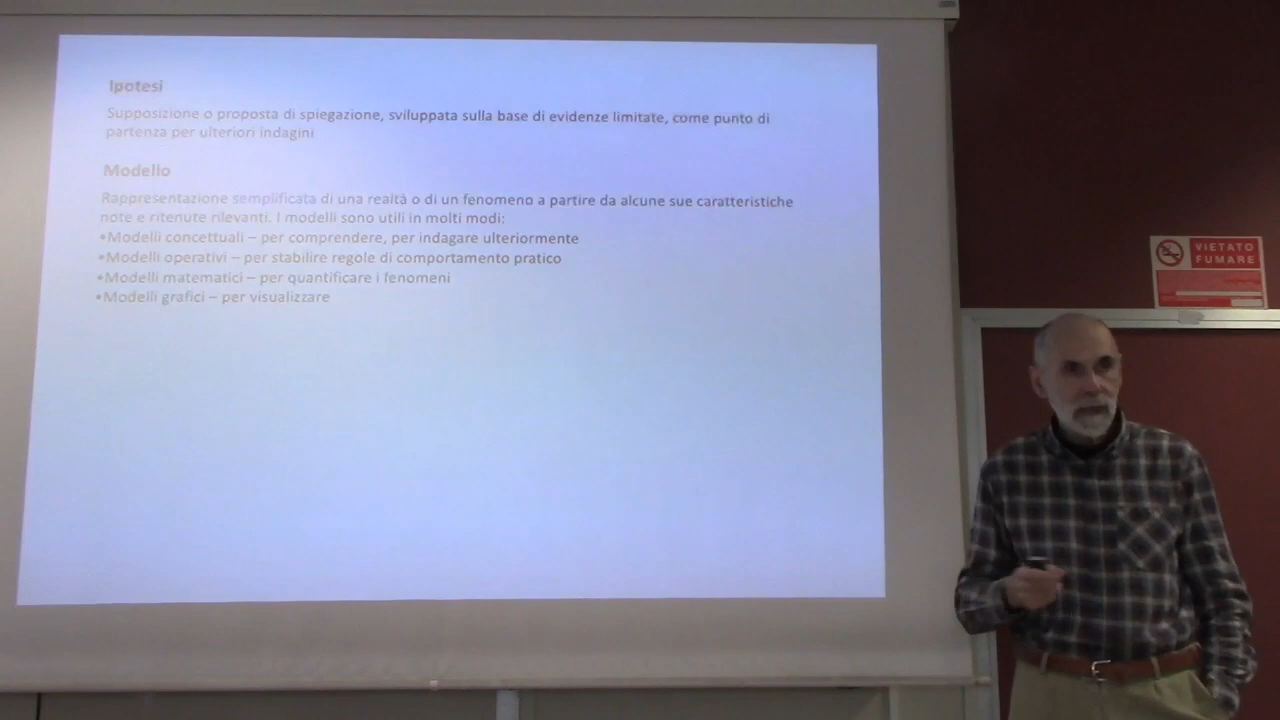 Ipotesi
Supposizione o proposta di spiegazione, sviluppata sulla base di evidenze limitate, come punto di
partenza per ulteriori indagini
Modello
Rappresentazione semplificata di una realtà o di un fenomeno a partire da alcune sue caratteristiche
note e ritenute rilevanti. I modelli sono utili in molti modi:
•Modelli concettuali – per comprendere, per indagare ulteriormente
•Modelli operativi – per stabilire regole di comportamento pratico
•Modelli matematici – per quantificare i fenomeni
•Modelli grafici – per visualizzare
VIETATO
FUMARE